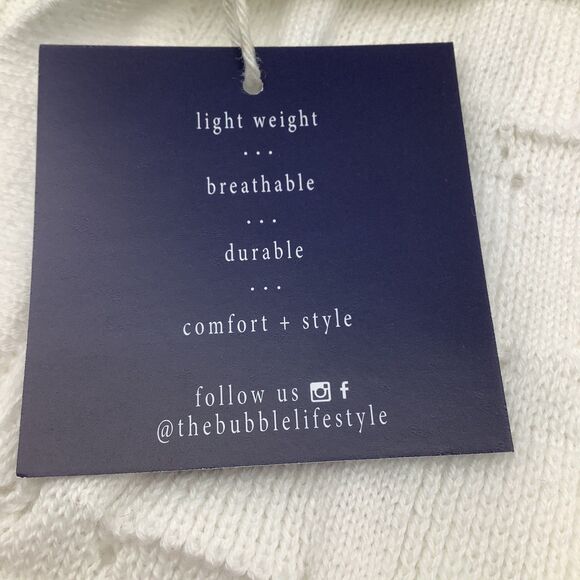 light weight
...
breathable
...
durable
...
comfort + style
follow us
@thebubblelifestyle